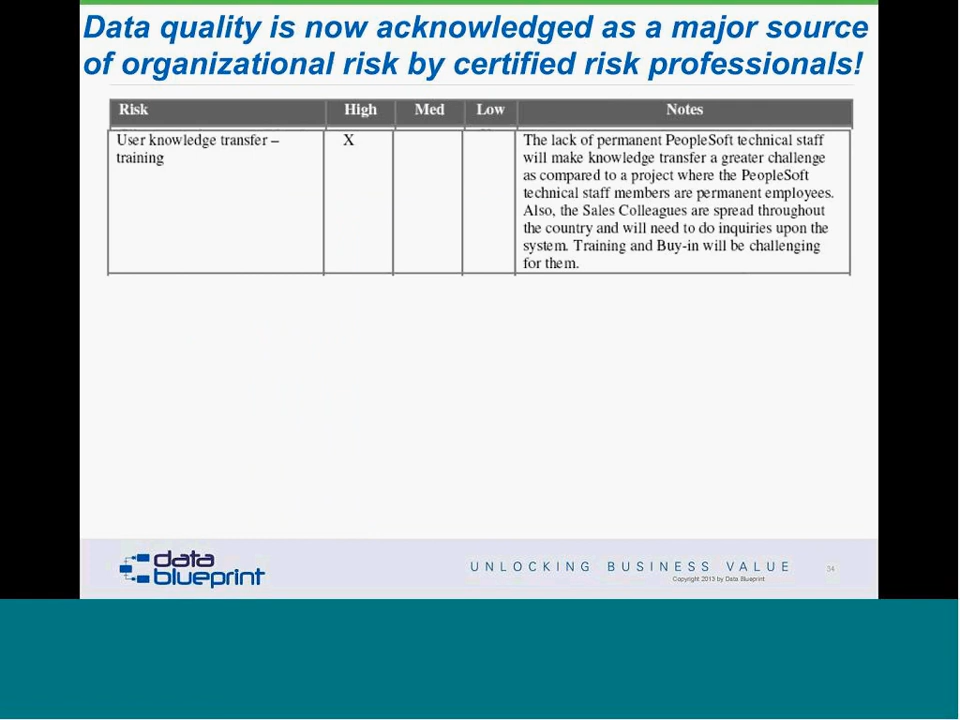 Data quality is now acknowledged as a major source
of organizational risk by certified risk professionals!
Risk High Med Low Notes
User knowledge transfer –
training
X
The lack of permanent PeopleSoft technical staff
will make knowledge transfer a greater challenge
as compared to a project where the PeopleSoft
technical staff members are permanent employees.
Also, the Sales Colleagues are spread throughout
the country and will need to do inquiries upon the
system. Training and Buy-in will be challenging
for them.
data
blueprint
UNLOCKING BUSINESS VALUE
Copyright 2013 by Data Blueprint
34